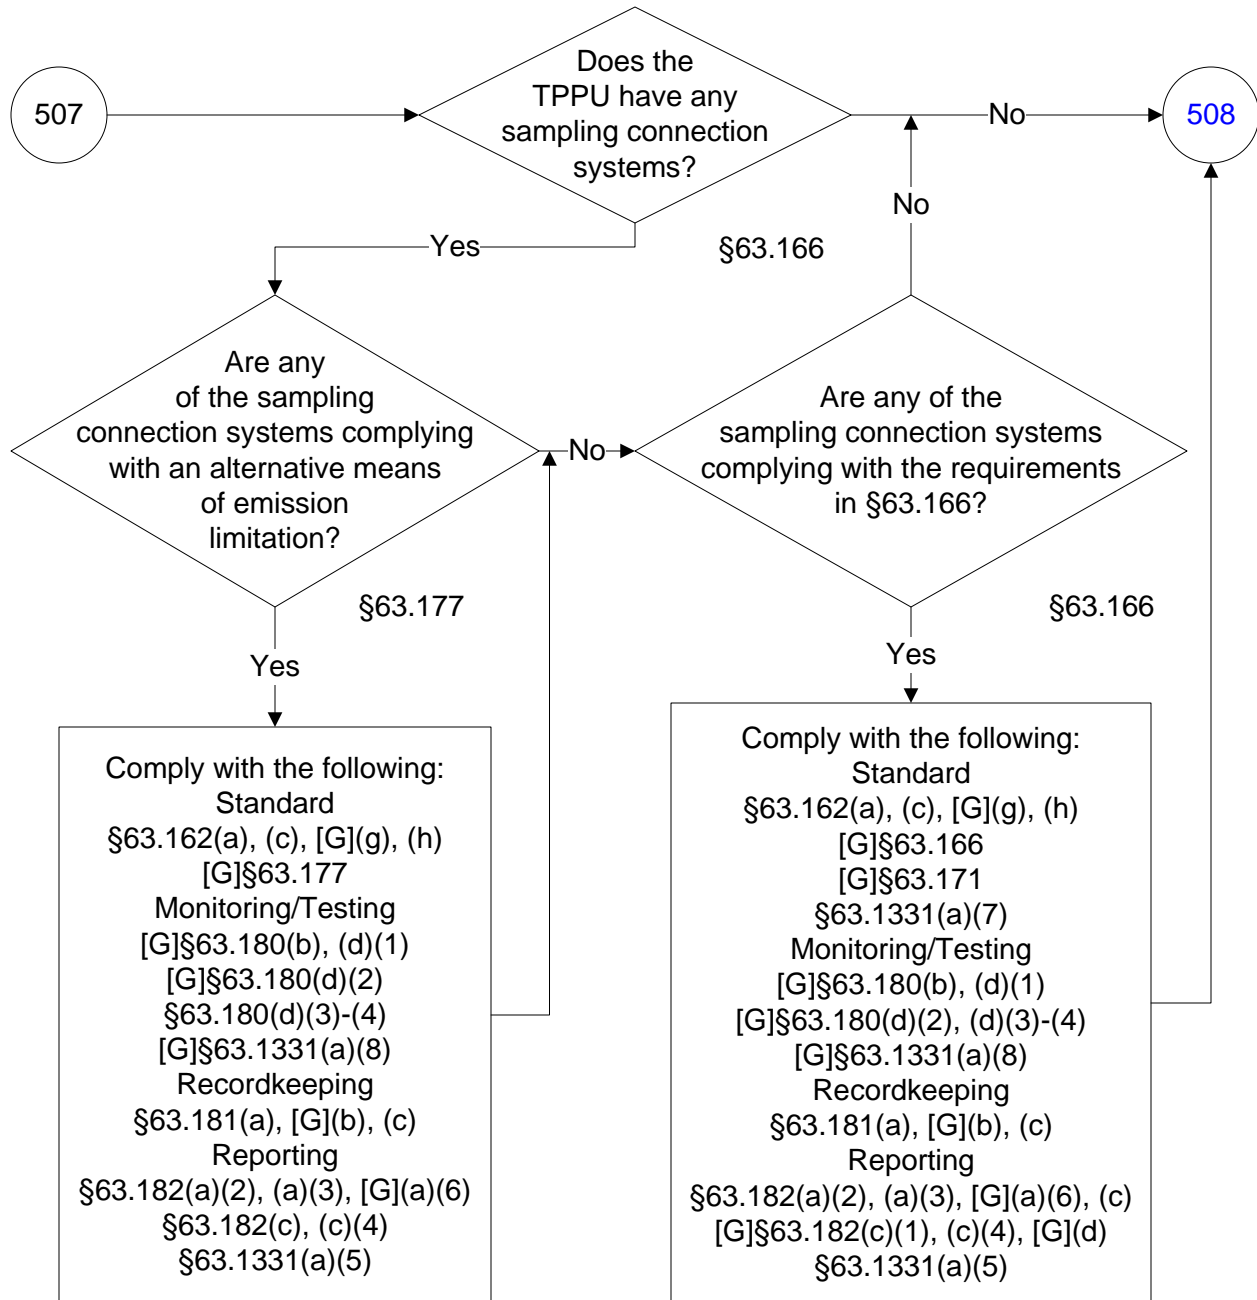 507
Does the
TPPU have any
sampling connection
systems?
No
508
No
Yes
§63.166
Are any
of the sampling
connection systems complying
with an alternative means
of emission
limitation?
No
Are any of the
sampling connection systems
complying with the requirements
in §63.166?
§63.177
§63.166
Yes
Yes
Comply with the following:
Standard
§63.162(a), (c), [G](g), (h)
[G]§63.177
Monitoring/Testing
[G]§63.180(b), (d)(1)
[G]§63.180(d)(2)
§63.180(d)(3)-(4)
[G]§63.1331(a)(8)
Recordkeeping
§63.181(a), [G](b), (c)
Reporting
§63.182(a)(2), (a)(3), [G](a)(6)
§63.182(c), (c)(4)
§63.1331(a)(5)
Comply with the following:
Standard
§63.162(a), (c), [G](g), (h)
[G]§63.166
[G]§63.171
§63.1331(a)(7)
Monitoring/Testing
[G]§63.180(b), (d)(1)
[G]§63.180(d)(2), (d)(3)-(4)
[G]§63.1331(a)(8)
Recordkeeping
§63.181(a), [G](b), (c)
Reporting
§63.182(a)(2), (a)(3), [G](a)(6), (c)
[G]§63.182(c)(1), (c)(4), [G](d)
§63.1331(a)(5)